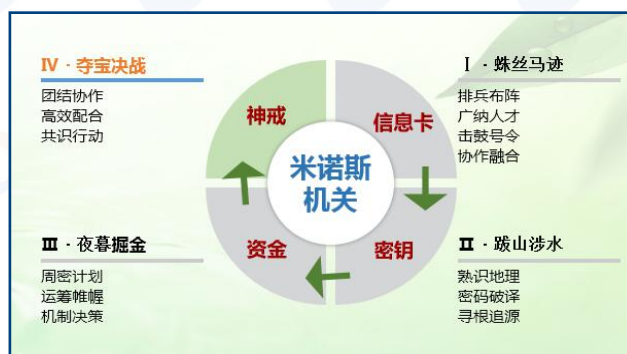 IV · 夺宝决战
团结协作
高效配合
共识行动
I · 蛛丝马迹
排兵布阵
广纳人才
击鼓号令
协作融合
神戒
信息卡
米诺斯
机关
资金
密钥
III · 夜暮掘金
周密计划
运筹帷幄
机制决策
II · 跋山涉水
熟识地理
密码破译
寻根追源